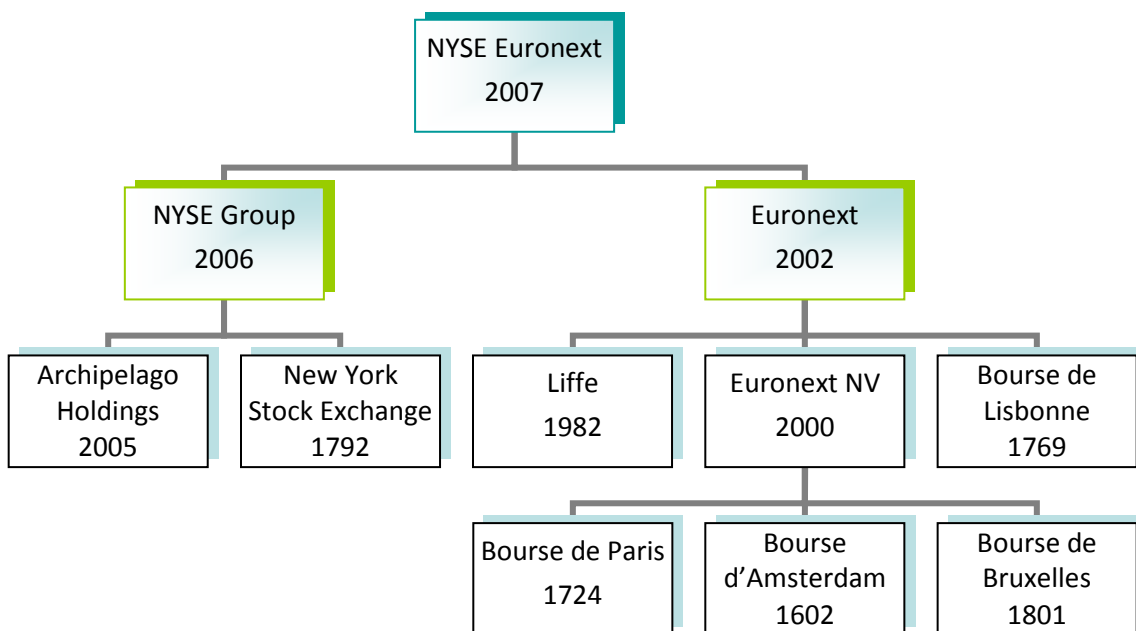 NYSE Euronext
2007
NYSE Group
2006
Euronext
2002
Archipelago
Holdings
2005
New York
Stock Exchange
1792
Liffe
1982
Euronext NV
2000
Bourse de
Lisbonne
1769
Bourse de Paris
1724
Bourse
d’Amsterdam
1602
Bourse de
Bruxelles
1801